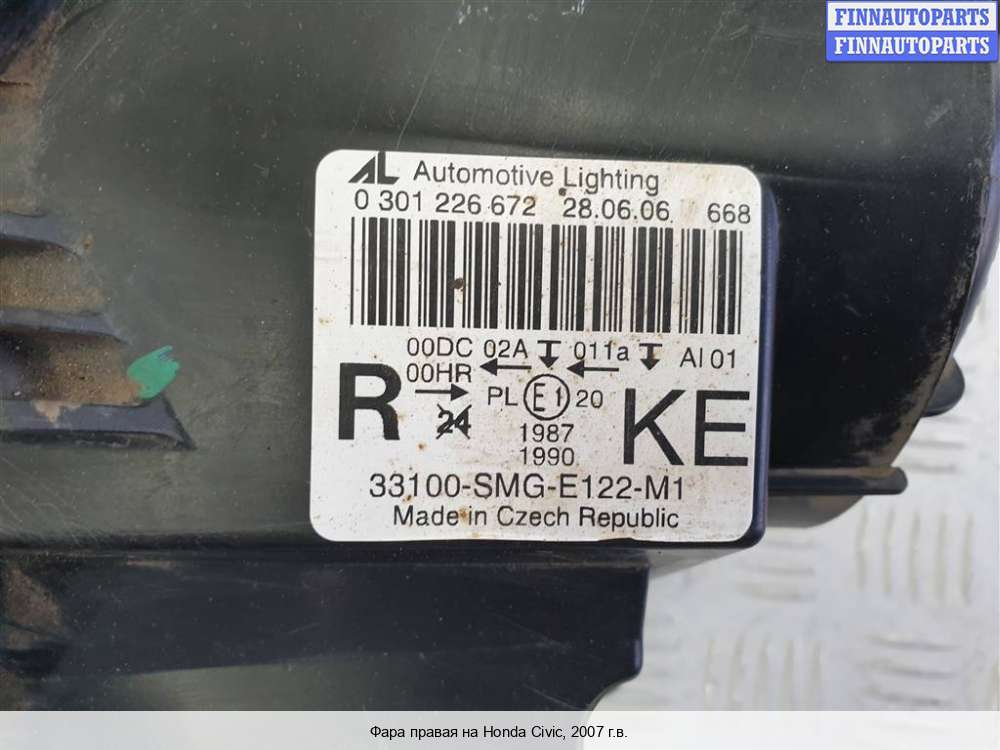 FINNAUTOPARTS
FINNAUTOPARTS
AL Automotive Lighting
0 301 226 672 28.06.06 668
00DC 02A 011a AI 01
00HR
R 24 PL E1 20 KE
1987
1990
33100-SMG-E122-M1
Made in Czech Republic
Фара правая на Honda Civic, 2007 г.в.